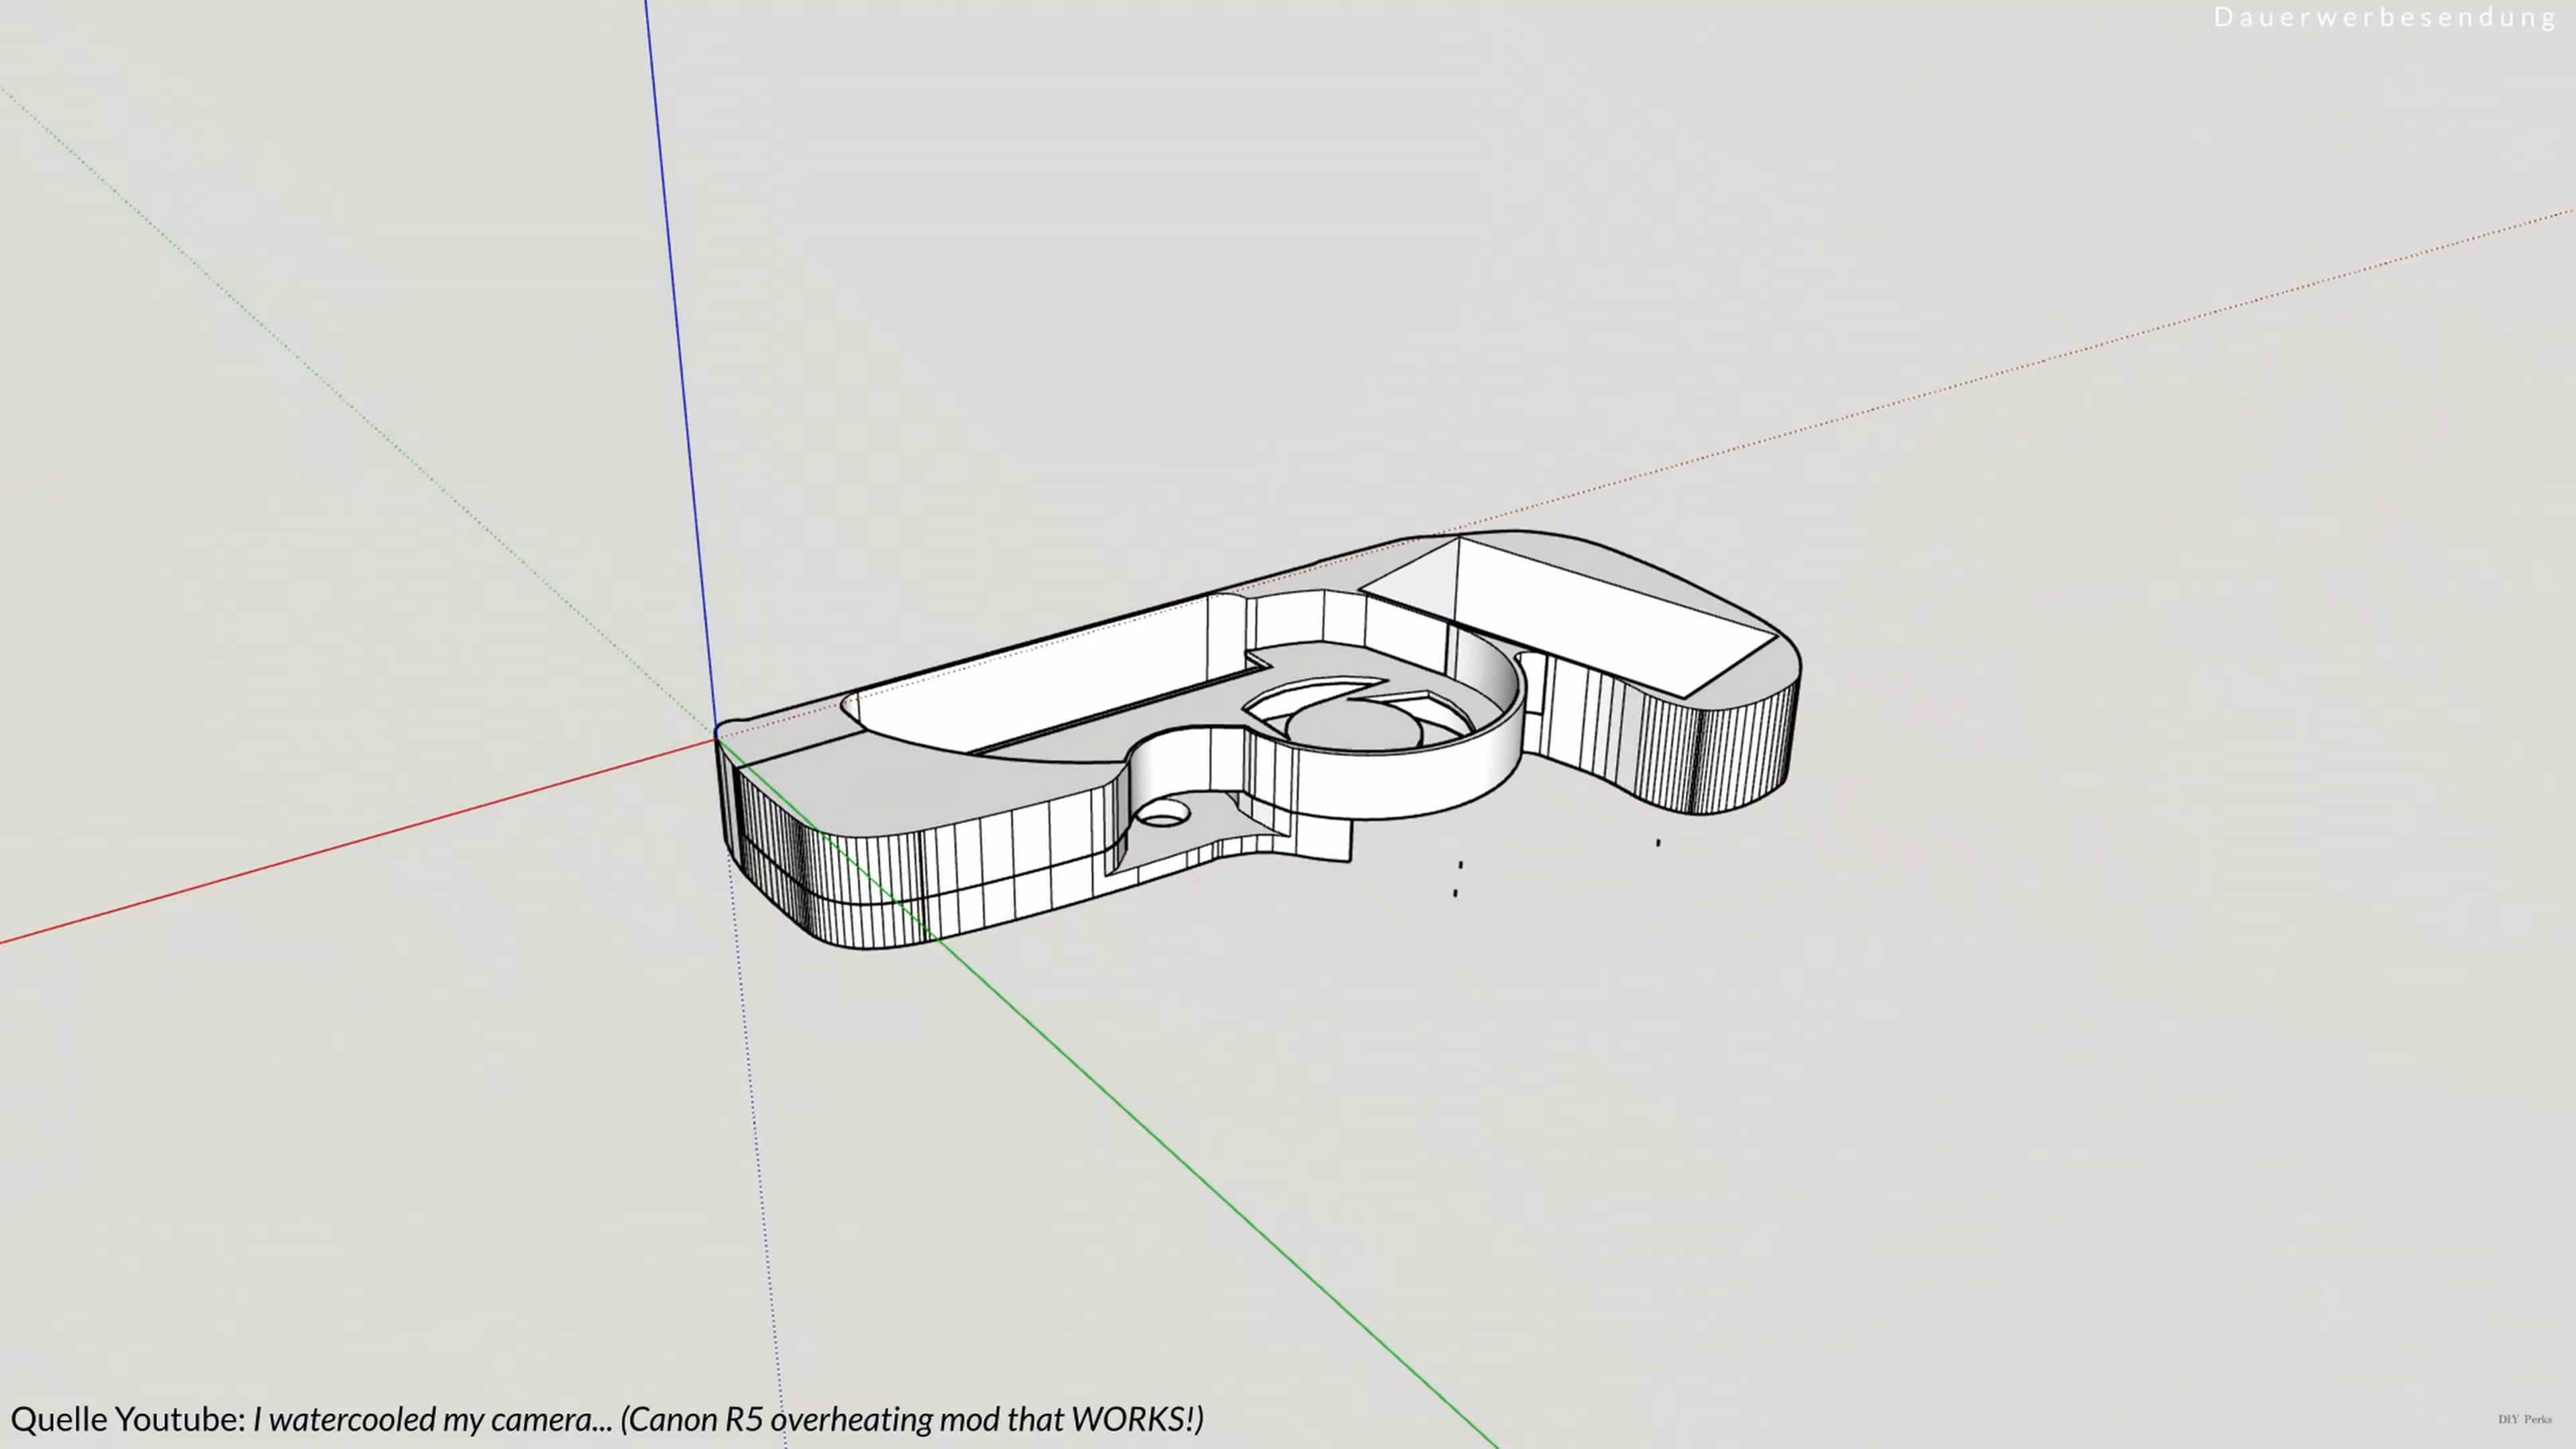 Dauerwerbesendung
Quelle Youtube: I watercooled my camera... (Canon R5 overheating mod that WORKS!)
DIY Perks